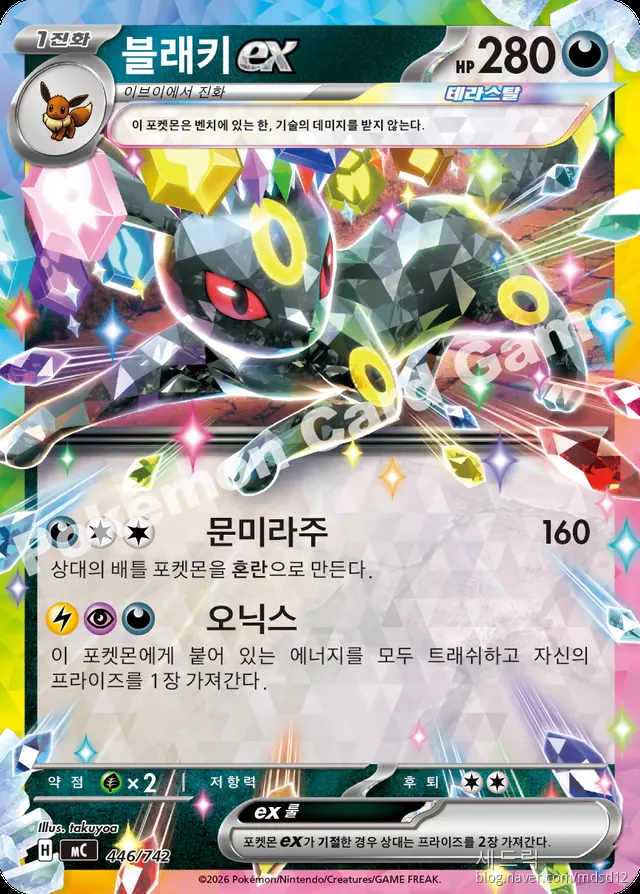 1진화
블래키ex
HP 280
이브이에서 진화
테라스탈
이 포켓몬은 벤치에 있는 한, 기술의 데미지를 받지 않는다.
Pokémon Card Game
문미라주 160
상대의 배틀 포켓몬을 혼란으로 만든다.
오닉스
이 포켓몬에게 붙어 있는 에너지를 모두 트래쉬하고 자신의
프라이즈를 1장 가져간다.
약점 ×2 저항력 후퇴
ex 룰
포켓몬 ex가 기절한 경우 상대는 프라이즈를 2장 가져간다.
Illus. takuyoa
H MC 446/742
©2026 Pokémon/Nintendo/Creatures/GAME FREAK.
세드릭
blog.naver.com/mdsd12